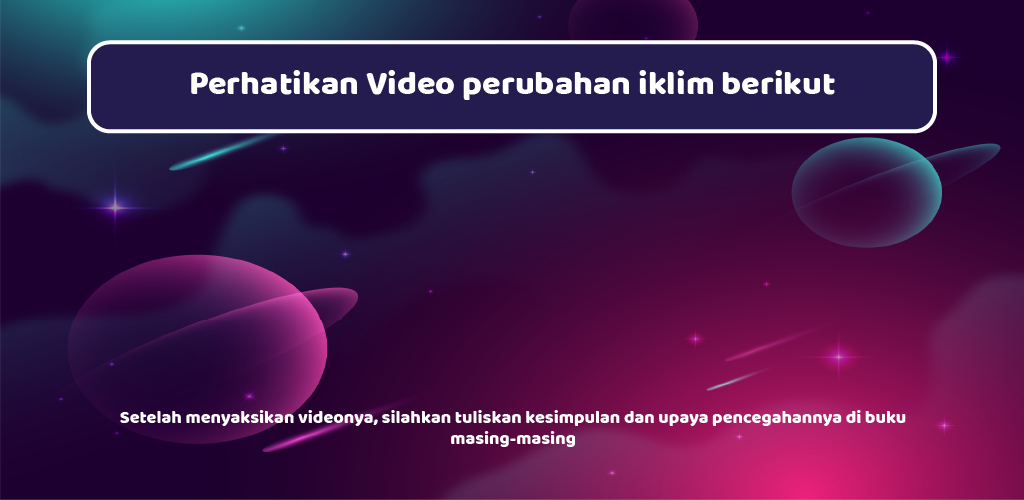 Perhatikan Video perubahan iklim berikut
Setelah menyaksikan videonya, silahkan tuliskan kesimpulan dan upaya pencegahannya di buku
masing-masing